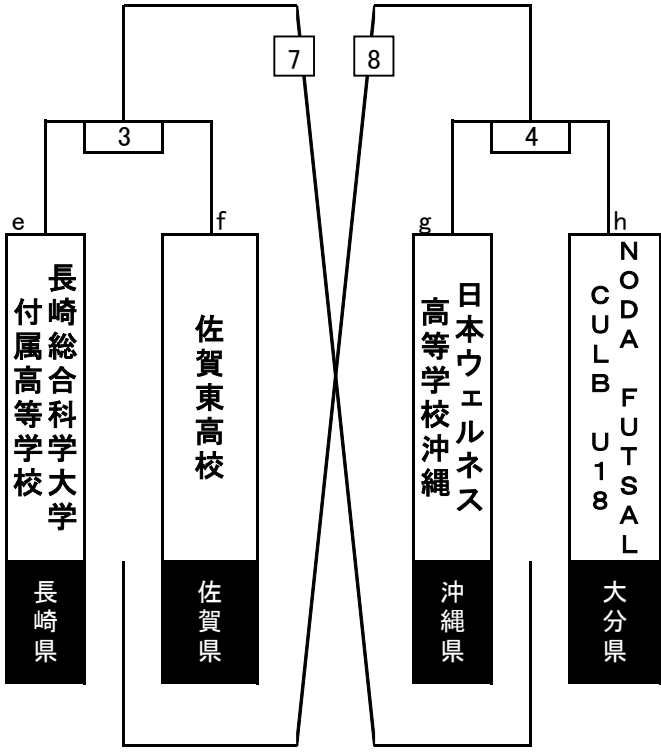 7
8
3
4
e
f
g
h
長崎総合科学大学
付属高等学校
佐賀東高校
日本ウェルネス
高等学校沖縄
NODA FUTSAL
CULB U18
長崎県
佐賀県
沖縄県
大分県